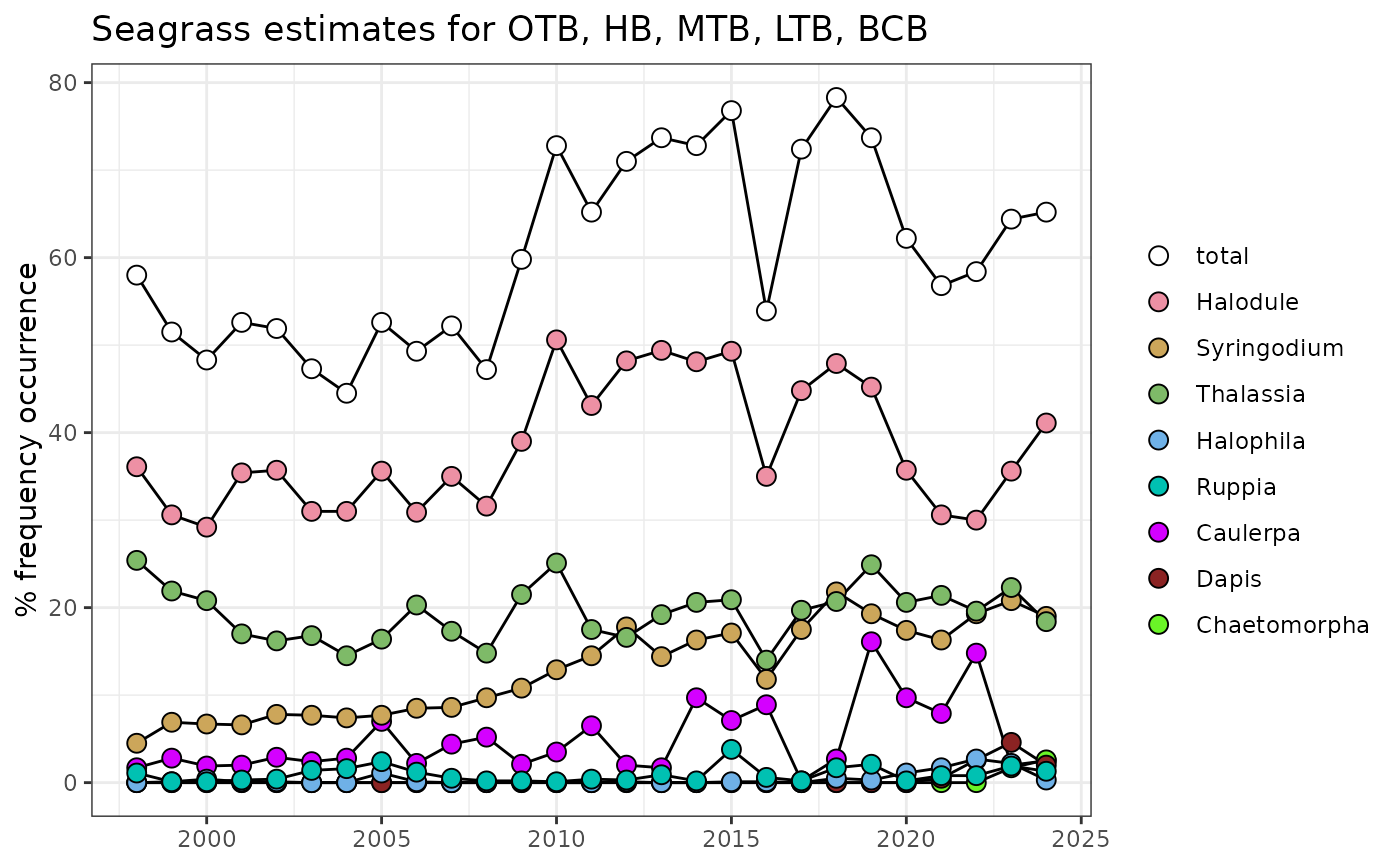 Seagrass estimates for OTB, HB, MTB, LTB, BCB
% frequency occurrence
80
60
40
20
0
2000
2005
2010
2015
2020
2025
total
Halodule
Syringodium
Thalassia
Halophila
Ruppia
Caulerpa
Dapis
Chaetomorpha